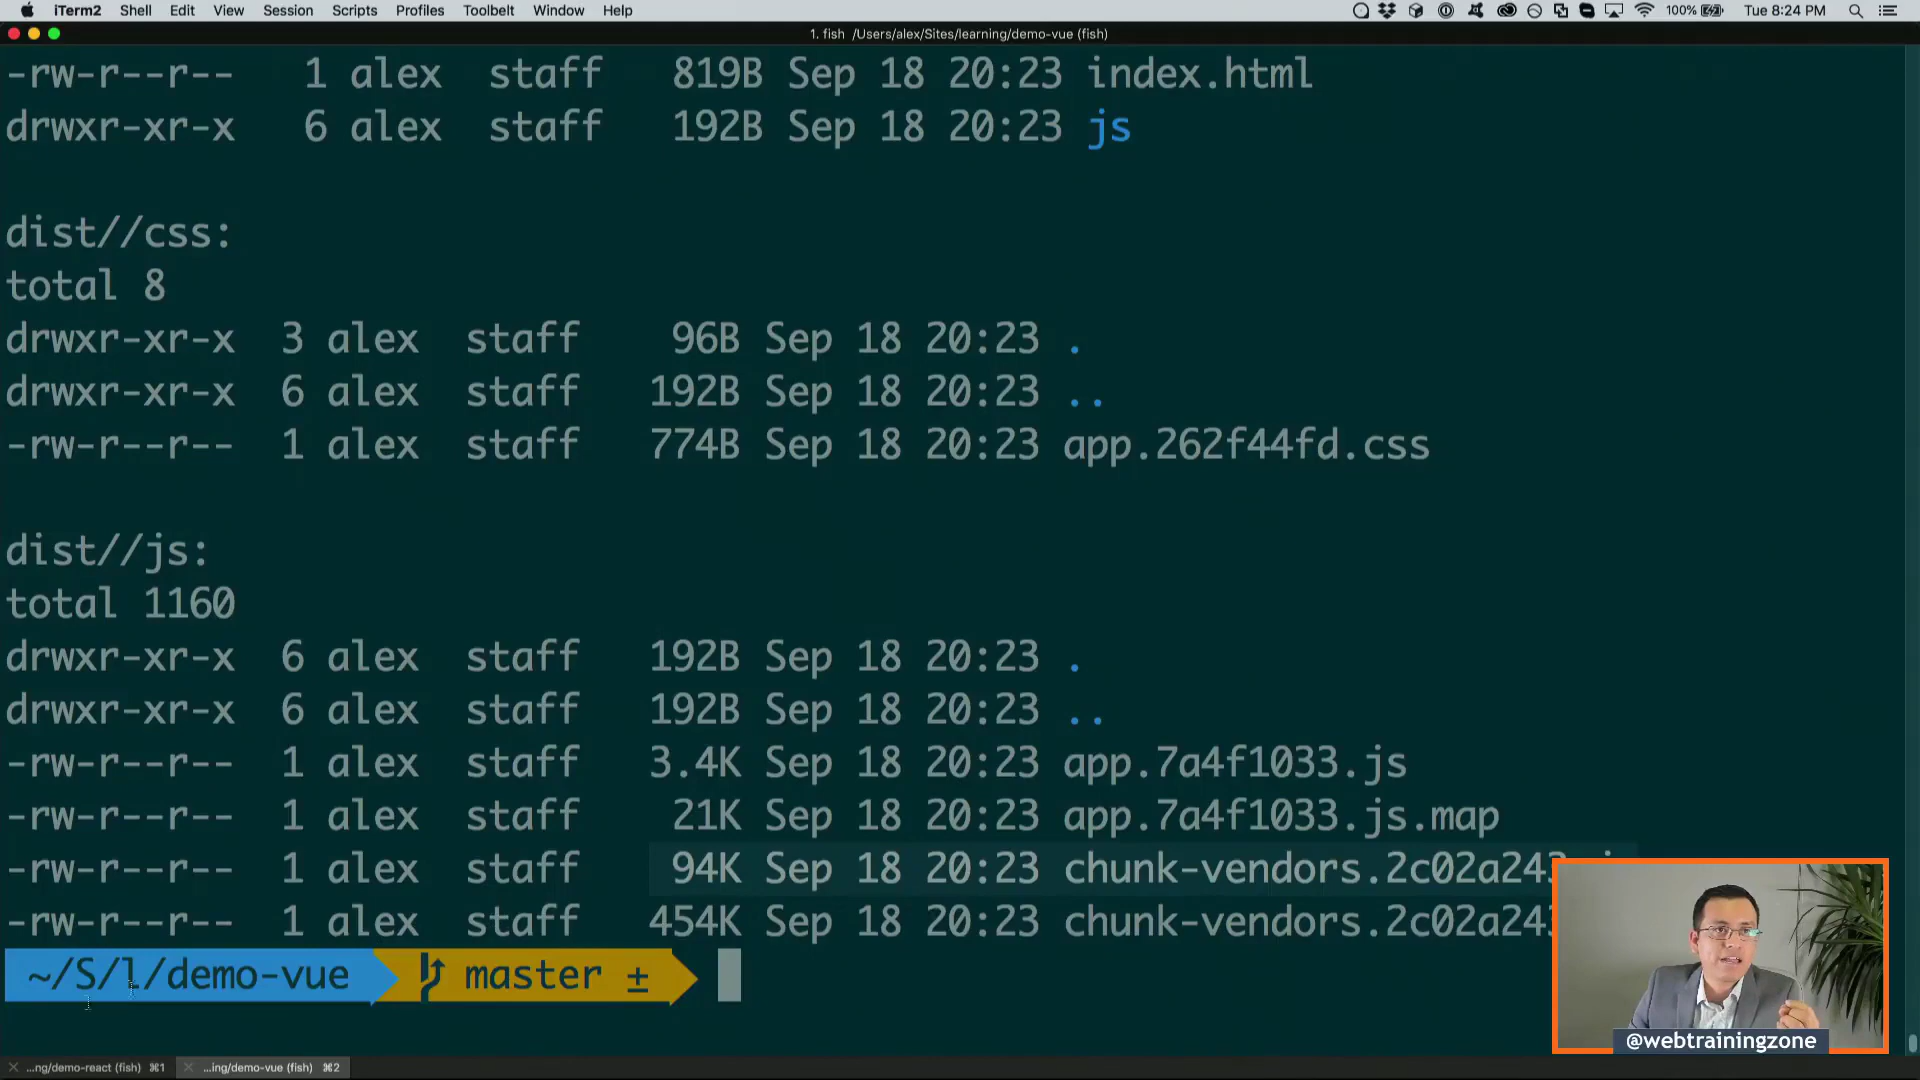 iTerm2 Shell Edit View Session Scripts Profiles Toolbelt Window Help 100% Tue 8:24 PM
1. fish /Users/alex/Sites/learning/demo-vue (fish)
-rw-r--r-- 1 alex staff 819B Sep 18 20:23 index.html
drwxr-xr-x 6 alex staff 192B Sep 18 20:23 js
dist//css:
total 8
drwxr-xr-x 3 alex staff 96B Sep 18 20:23 .
drwxr-xr-x 6 alex staff 192B Sep 18 20:23 ..
-rw-r--r-- 1 alex staff 774B Sep 18 20:23 app.262f44fd.css
dist//js:
total 1160
drwxr-xr-x 6 alex staff 192B Sep 18 20:23 .
drwxr-xr-x 6 alex staff 192B Sep 18 20:23 ..
-rw-r--r-- 1 alex staff 3.4K Sep 18 20:23 app.7a4f1033.js
-rw-r--r-- 1 alex staff 21K Sep 18 20:23 app.7a4f1033.js.map
-rw-r--r-- 1 alex staff 94K Sep 18 20:23 chunk-vendors.2c02a243
-rw-r--r-- 1 alex staff 454K Sep 18 20:23 chunk-vendors.2c02a243
~/S/l/demo-vue master ±
@webtrainingzone
...ng/demo-react (fish) ⌘1 ...ing/demo-vue (fish) ⌘2